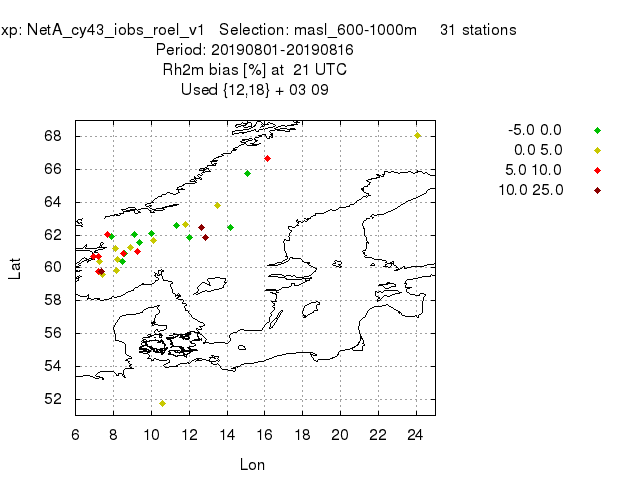 xp: NetA_cy43_iobs_roel_v1 Selection: masl_600-1000m 31 stations
Period: 20190801-20190816
Rh2m bias [%] at 21 UTC
Used {12,18} + 03 09
-5.0 0.0
0.0 5.0
5.0 10.0
10.0 25.0
68
66
64
62
60
58
56
54
52
Lat
6 8 10 12 14 16 18 20 22 24
Lon